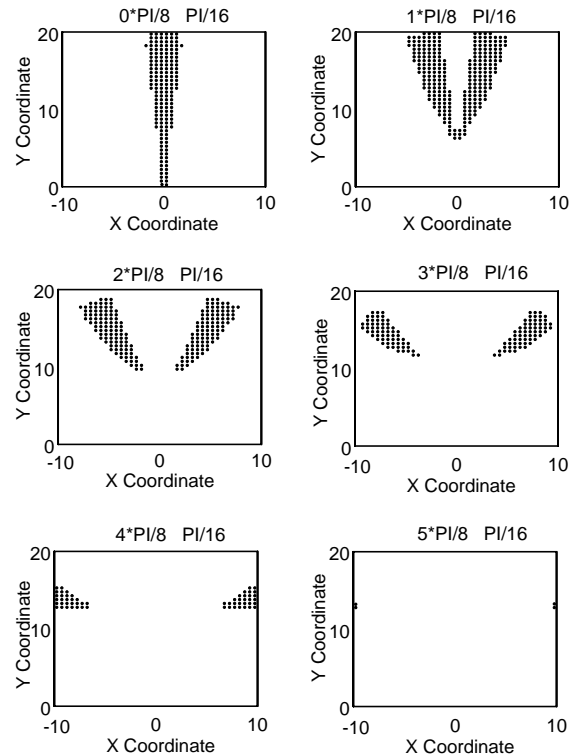 0*PI/8 PI/16
20
10
0
-10 0 10
Y Coordinate
X Coordinate
1*PI/8 PI/16
20
10
0
-10 0 10
Y Coordinate
X Coordinate
2*PI/8 PI/16
20
10
0
-10 0 10
Y Coordinate
X Coordinate
3*PI/8 PI/16
20
10
0
-10 0 10
Y Coordinate
X Coordinate
4*PI/8 PI/16
20
10
0
-10 0 10
Y Coordinate
X Coordinate
5*PI/8 PI/16
20
10
0
-10 0 10
Y Coordinate
X Coordinate